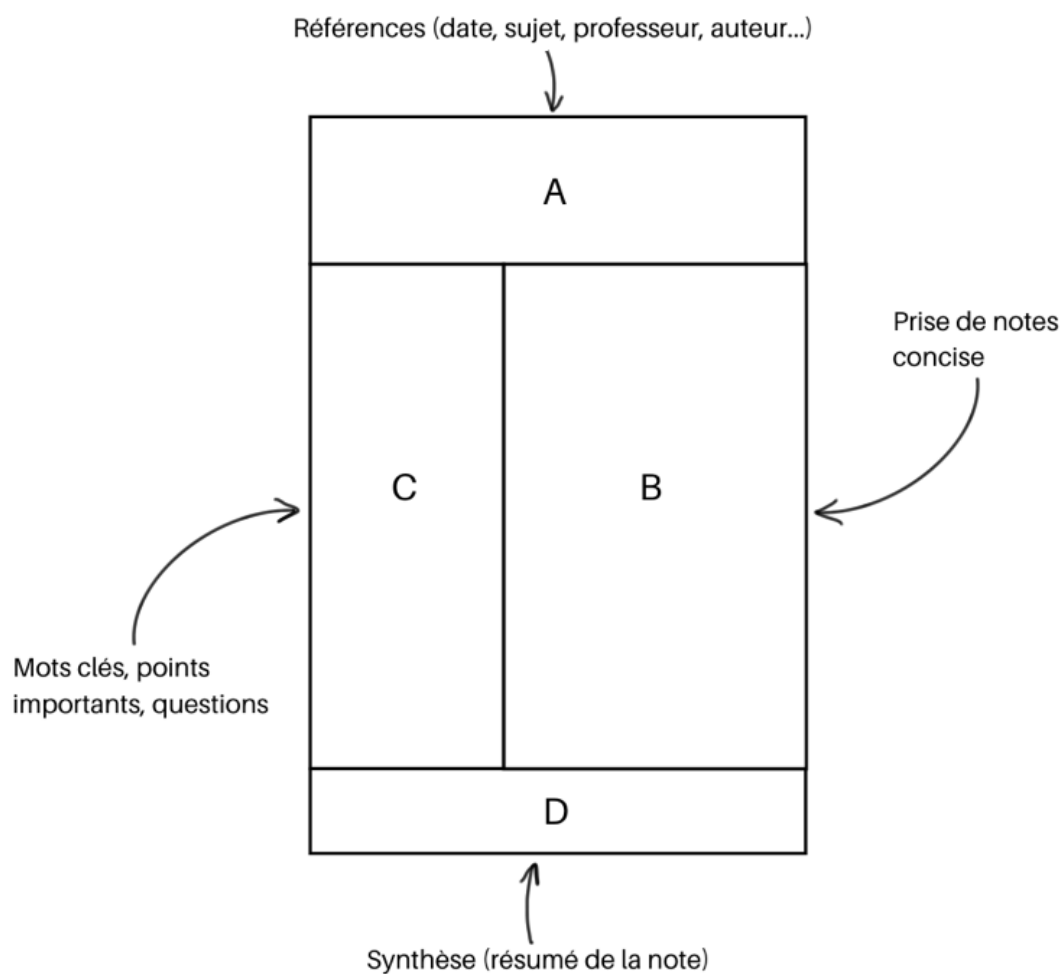 Références (date, sujet, professeur, auteur...)
A
Prise de notes
concise
C
B
Mots clés, points
importants, questions
D
Synthèse (résumé de la note)